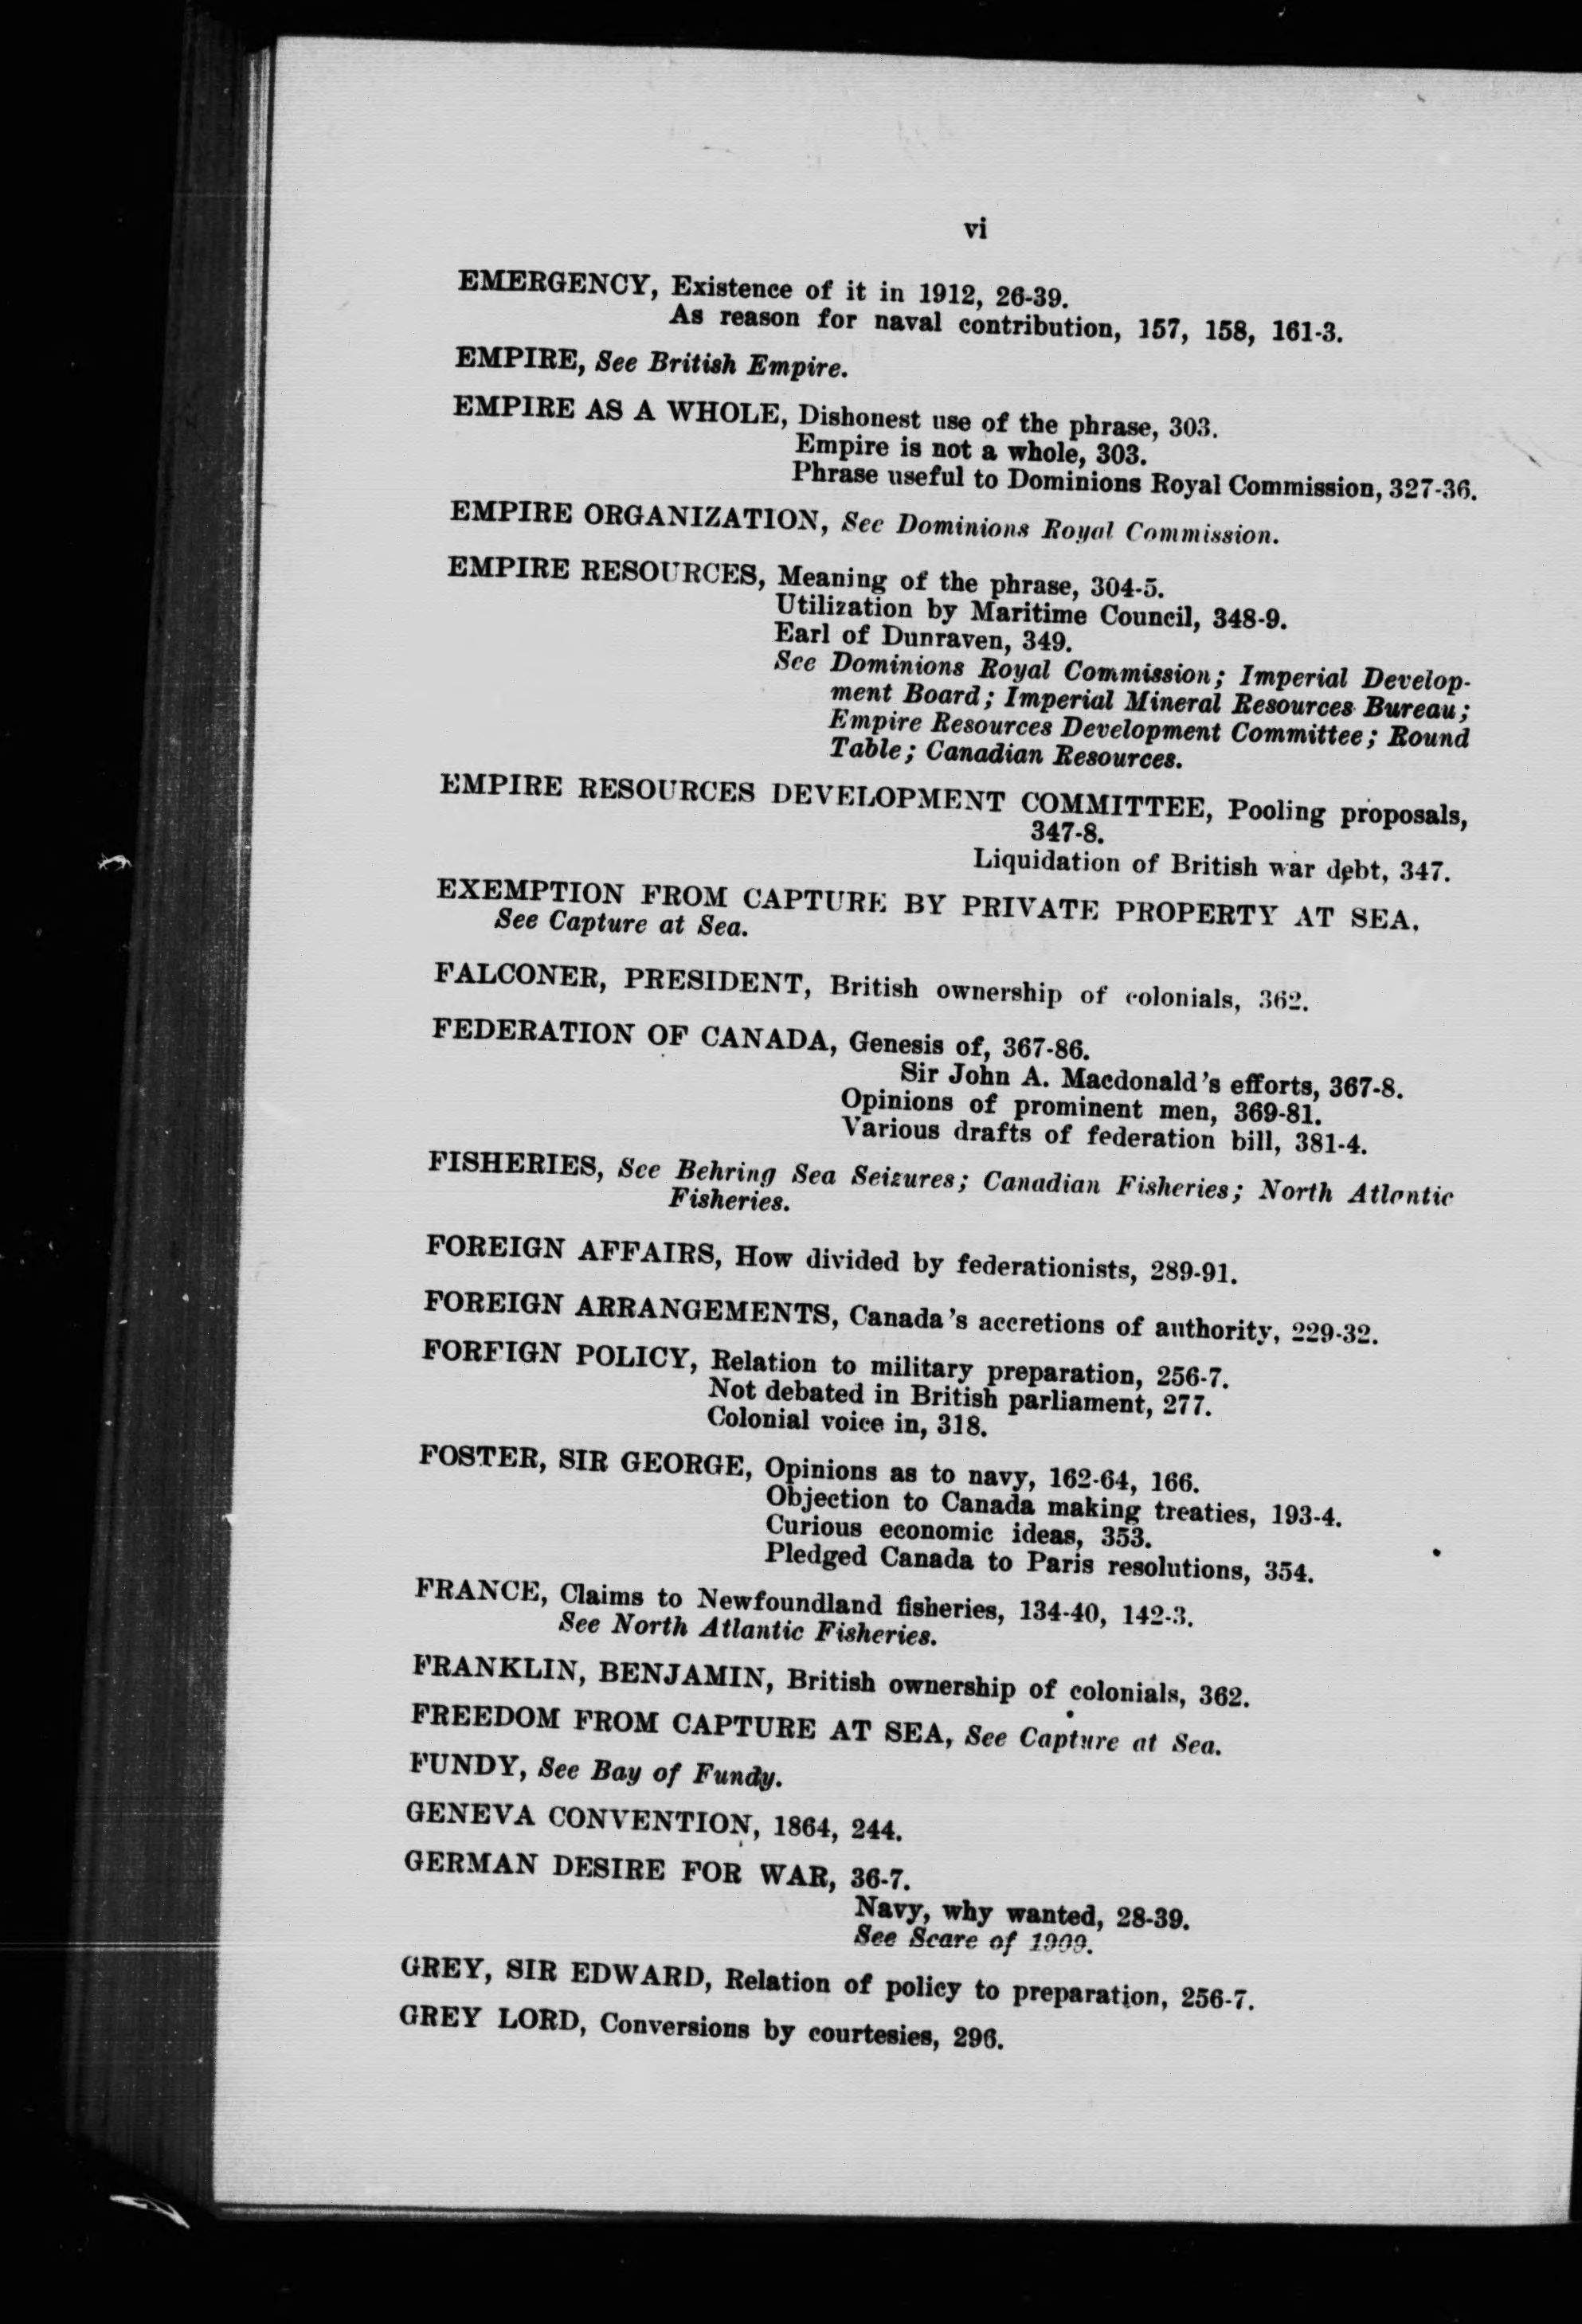 vi
EMERGENCY, Existence of it in 1912, 26-39.
As reason for naval contribution, 157, 158, 161-3.
EMPIRE, See British Empire.
EMPIRE AS A WHOLE, Dishonest use of the phrase, 303.
Empire is not a whole, 303.
Phrase useful to Dominions Royal Commission, 327-36.
EMPIRE ORGANIZATION, See Dominions Royal Commission.
EMPIRE RESOURCES, Meaning of the phrase, 304-5.
Utilization by Maritime Council, 348-9.
Earl of Dunraven, 349.
See Dominions Royal Commission; Imperial Develop-
ment Board; Imperial Mineral Resources Bureau;
Empire Resources Development Committee; Round
Table; Canadian Resources.
EMPIRE RESOURCES DEVELOPMENT COMMITTEE, Pooling proposals,
347-8.
Liquidation of British war debt, 347.
EXEMPTION FROM CAPTURE BY PRIVATE PROPERTY AT SEA.
See Capture at Sea.
FALCONER, PRESIDENT, British ownership of colonials, 362.
FEDERATION OF CANADA, Genesis of, 367-86.
Sir John A. Macdonald's efforts, 367-8.
Opinions of prominent men, 369-81.
Various drafts of federation bill, 381-4.
FISHERIES, See Behring Sea Seizures; Canadian Fisheries; North Atlantic
Fisheries.
FOREIGN AFFAIRS, How divided by federationists, 289-91.
FOREIGN ARRANGEMENTS, Canada's accretions of authority, 229-32.
FOREIGN POLICY, Relation to military preparation, 256-7.
Not debated in British parliament, 277.
Colonial voice in, 318.
FOSTER, SIR GEORGE, Opinions as to navy, 162-64, 166.
Objection to Canada making treaties, 193-4.
Curious economic ideas, 353.
Pledged Canada to Paris resolutions, 354.
FRANCE, Claims to Newfoundland fisheries, 134-40, 142-3.
See North Atlantic Fisheries.
FRANKLIN, BENJAMIN, British ownership of colonials, 362.
FREEDOM FROM CAPTURE AT SEA, See Capture at Sea.
FUNDY, See Bay of Fundy.
GENEVA CONVENTION, 1864, 244.
GERMAN DESIRE FOR WAR, 36-7.
Navy, why wanted, 28-39.
See Scare of 1909.
GREY, SIR EDWARD, Relation of policy to preparation, 256-7.
GREY LORD, Conversions by courtesies, 296.